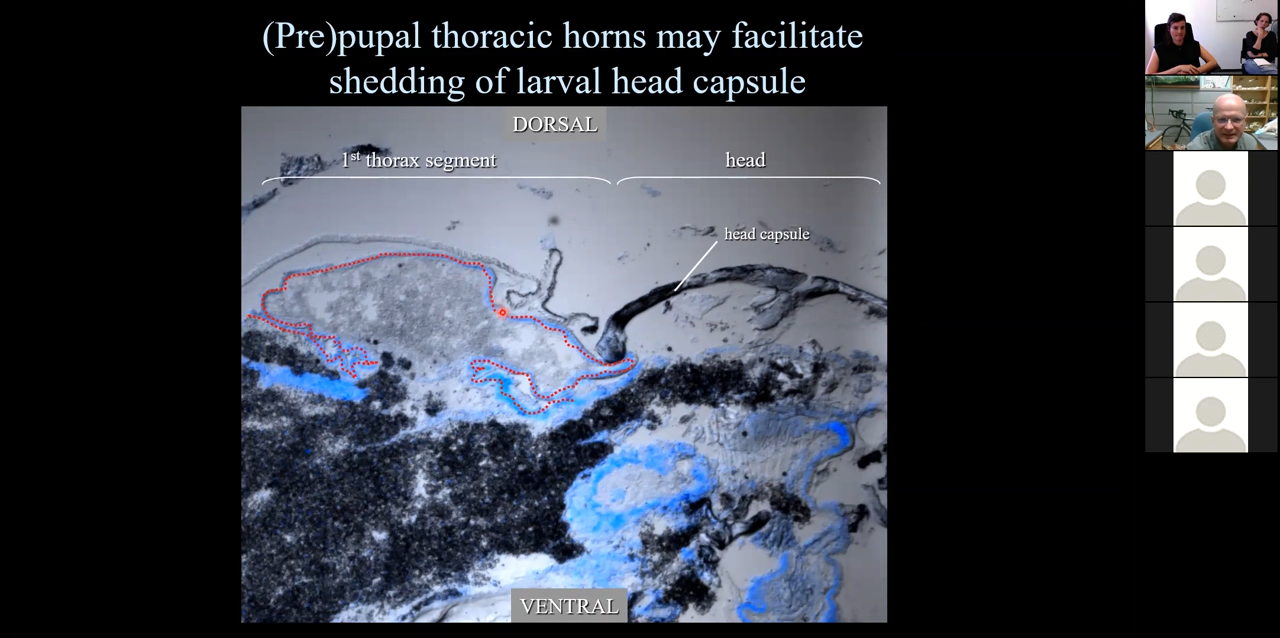 (Pre)pupal thoracic horns may facilitate
shedding of larval head capsule
DORSAL
1st thorax segment
head
head capsule
VENTRAL